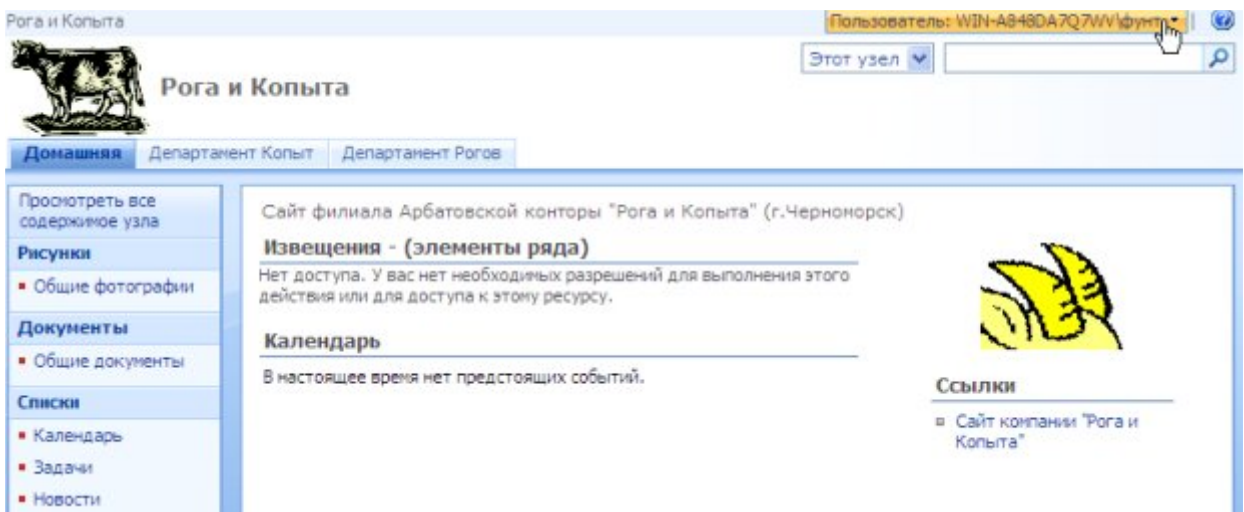 Рога и Копыта
Пользователь: WIN-A848DA7Q7WV\фунт
Этот узел
Рога и Копыта
Домашняя
Департамент Копыт
Департамент Рогов
Просмотреть все
содержимое узла
Рисунки
Общие фотографии
Документы
Общие документы
Списки
Календарь
Задачи
Новости
Сайт филиала Арбатовской конторы "Рога и Копыта" (г.Черноморск)
Извещения - (элементы ряда)
Нет доступа. У вас нет необходимых разрешений для выполнения этого
действия или для доступа к этому ресурсу.
Календарь
В настоящее время нет предстоящих событий.
Ссылки
Сайт компании "Рога и
Копыта"